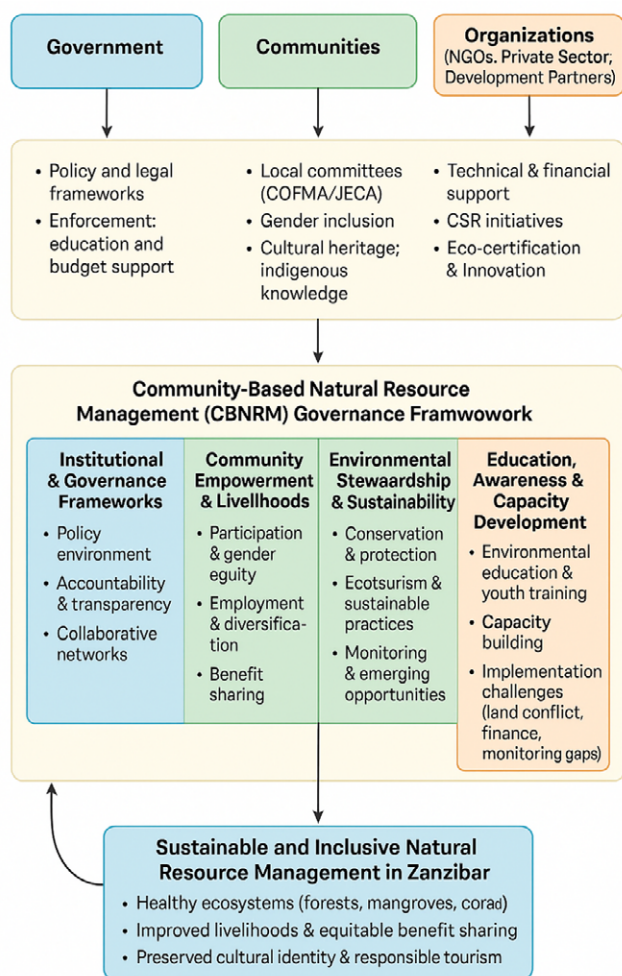 Government
Communities
Organizations
(NGOs. Private Sector;
Development Partners)
• Policy and legal
frameworks
• Enforcement:
education and
budget support
• Local committees
(COFMA/JECA)
• Gender inclusion
• Cultural heritage;
indigenous
knowledge
• Technical & financial
support
• CSR initiatives
• Eco-certification
& Innovation
Community-Based Natural Resource
Management (CBNRM) Governance Framwowork
Institutional
& Governance
Frameworks
• Policy
environment
• Accountability
& transparency
• Collaborative
networks
Community
Empowerment
& Livellhoods
• Participation
& gender
equity
• Employment
& diversifica-
tion
• Benefit
sharing
Environmental
Stewaardship
& Sustainability
• Conservation
& protection
• Ecotsurism &
sustainable
practices
• Monitoring
& emerging
opportunities
Education,
Awareness &
Capacity
Development
• Environmental
education &
youth training
• Capacity
building
• Implementation
challenges
(land conflict,
finance,
monitoring gaps)
Sustainable and Inclusive Natural
Resource Management in Zanzibar
• Healthy ecosystems (forests, mangroves, corad)
• Improved livelihoods & equitable benefit sharing
• Preserved cultural identity & responsible tourism